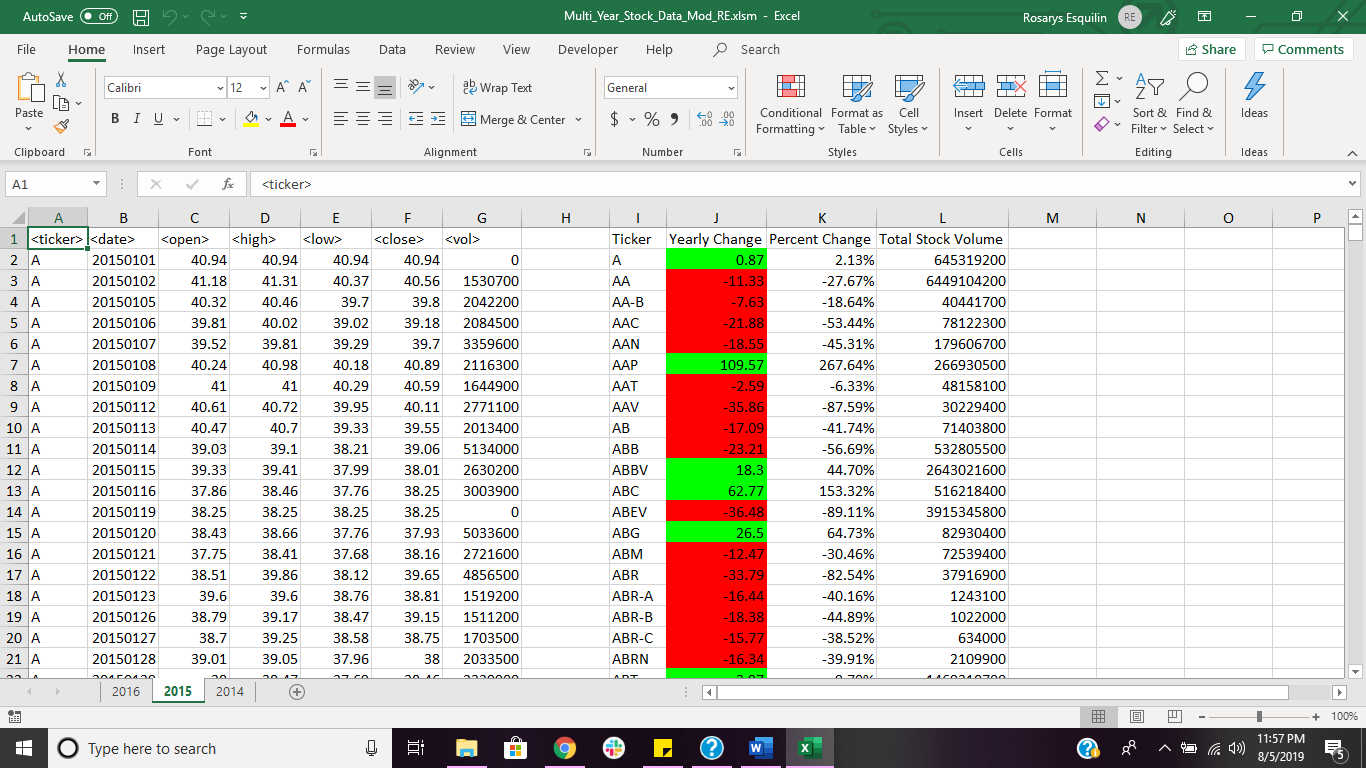 AutoSave Off Multi_Year_Stock_Data_Mod_RE.xlsm - Excel Rosarys Esquilin RE
File Home Insert Page Layout Formulas Data Review View Developer Help Search Share Comments
Calibri 12 A A ab Wrap Text General
Paste B I U A Merge & Center $ % Conditional Formatting Format as Table Cell Styles Insert Delete Format Sort & Filter Find & Select Ideas
Clipboard Font Alignment Number Styles Cells Editing Ideas
A1 fx <ticker>
A B C D E F G H I J K L M N O P
1 <ticker> <date> <open> <high> <low> <close> <vol> Ticker Yearly Change Percent Change Total Stock Volume
2 A 20150101 40.94 40.94 40.94 40.94 0 A 0.87 2.13% 645319200
3 A 20150102 41.18 41.31 40.37 40.56 1530700 AA -11.33 -27.67% 6449104200
4 A 20150105 40.32 40.46 39.7 39.8 2042200 AA-B -7.63 -18.64% 40441700
5 A 20150106 39.81 40.02 39.02 39.18 2084500 AAC -21.88 -53.44% 78122300
6 A 20150107 39.52 39.81 39.29 39.7 3359600 AAN -18.55 -45.31% 179606700
7 A 20150108 40.24 40.98 40.18 40.89 2116300 AAP 109.57 267.64% 266930500
8 A 20150109 41 41 40.29 40.59 1644900 AAT -2.59 -6.33% 48158100
9 A 20150112 40.61 40.72 39.95 40.11 2771100 AAV -35.86 -87.59% 30229400
10 A 20150113 40.47 40.7 39.33 39.55 2013400 AB -17.09 -41.74% 71403800
11 A 20150114 39.03 39.1 38.21 39.06 5134000 ABB -23.21 -56.69% 532805500
12 A 20150115 39.33 39.41 37.99 38.01 2630200 ABBV 18.3 44.70% 2643021600
13 A 20150116 37.86 38.46 37.76 38.25 3003900 ABC 62.77 153.32% 516218400
14 A 20150119 38.25 38.25 38.25 38.25 0 ABEV -36.48 -89.11% 3915345800
15 A 20150120 38.43 38.66 37.76 37.93 5033600 ABG 26.5 64.73% 82930400
16 A 20150121 37.75 38.41 37.68 38.16 2721600 ABM -12.47 -30.46% 72539400
17 A 20150122 38.51 39.86 38.12 39.65 4856500 ABR -33.79 -82.54% 37916900
18 A 20150123 39.6 39.6 38.76 38.81 1519200 ABR-A -16.44 -40.16% 1243100
19 A 20150126 38.79 39.17 38.47 39.15 1511200 ABR-B -18.38 -44.89% 1022000
20 A 20150127 38.7 39.25 38.58 38.75 1703500 ABR-C -15.77 -38.52% 634000
21 A 20150128 39.01 39.05 37.96 38 2033500 ABRN -16.34 -39.91% 2109900
2016 2015 2014
100%
Type here to search 11:57 PM
8/5/2019 5